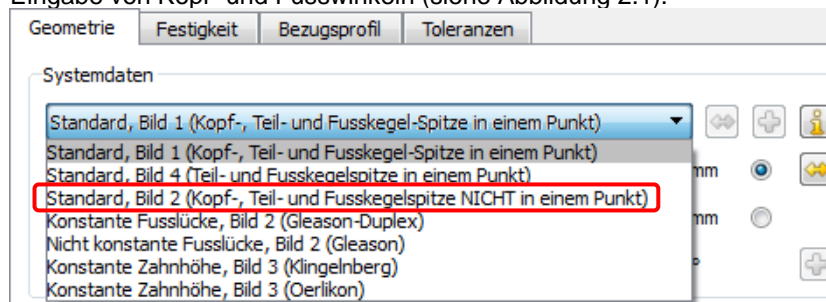 Eingabe von Kopf- und Fusswinkeln (siehe Abbildung 2.1).
Geometrie Festigkeit Bezugsprofil Toleranzen
Systemdaten
Standard, Bild 1 (Kopf-, Teil- und Fusskegel-Spitze in einem Punkt)
Standard, Bild 1 (Kopf-, Teil- und Fusskegel-Spitze in einem Punkt)
Standard, Bild 4 (Teil- und Fusskegelspitze in einem Punkt)
mm
Standard, Bild 2 (Kopf-, Teil- und Fusskegelspitze NICHT in einem Punkt)
Konstante Fusslücke, Bild 2 (Gleason-Duplex)
mm
Nicht konstante Fusslücke, Bild 2 (Gleason)
Konstante Zahnhöhe, Bild 3 (Klingelnberg)
°
Konstante Zahnhöhe, Bild 3 (Oerlikon)